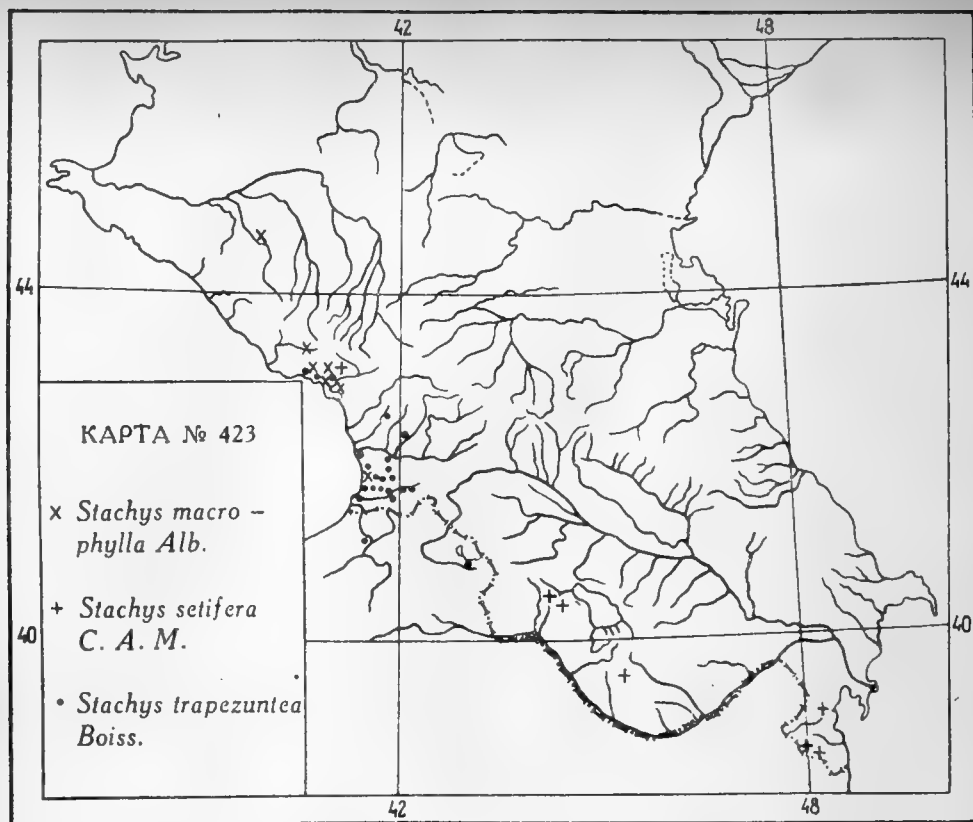 42 48
44 44
КАРТА № 423
x Stachys macro –
phylla Alb.
+ Stachys setifera
C. A. M.
• Stachys trapezuntea
Boiss.
40 40
42 48